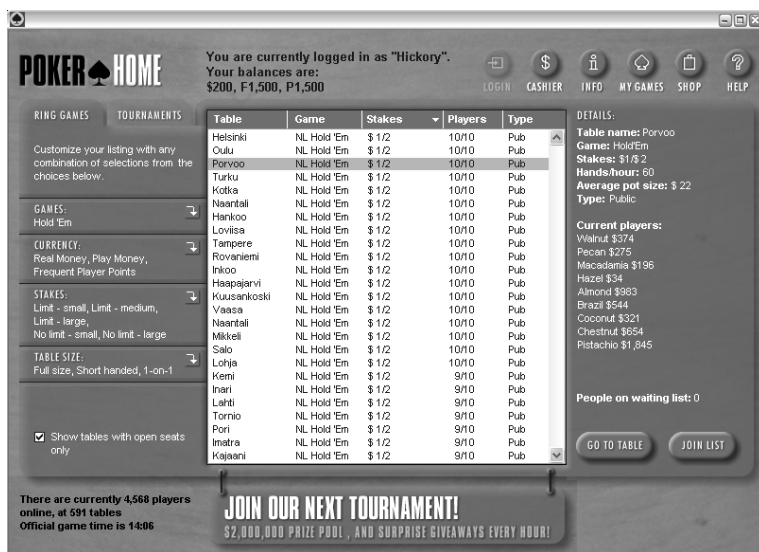 POKER HOME
You are currently logged in as "Hickory".
Your balances are:
$200, F1,500, P1,500
LOGIN
CASHIER
INFO
MY GAMES
SHOP
HELP
RING GAMES
TOURNAMENTS
Customize your listing with any
combination of selections from the
choices below.
GAMES:
Hold 'Em
CURRENCY:
Real Money, Play Money,
Frequent Player Points
STAKES:
Limit - small, Limit - medium,
Limit - large,
No limit - small, No limit - large
TABLE SIZE:
Full size, Short handed, 1-on-1
Show tables with open seats
only
Table Game Stakes Players Type
Helsinki NL Hold 'Em $ 1/2 10/10 Pub
Oulu NL Hold 'Em $ 1/2 10/10 Pub
Porvoo NL Hold 'Em $ 1/2 10/10 Pub
Turku NL Hold 'Em $ 1/2 10/10 Pub
Kotka NL Hold 'Em $ 1/2 10/10 Pub
Naantali NL Hold 'Em $ 1/2 10/10 Pub
Hankoo NL Hold 'Em $ 1/2 10/10 Pub
Loviisa NL Hold 'Em $ 1/2 10/10 Pub
Tampere NL Hold 'Em $ 1/2 10/10 Pub
Rovaniemi NL Hold 'Em $ 1/2 10/10 Pub
Inkoo NL Hold 'Em $ 1/2 10/10 Pub
Haapajarvi NL Hold 'Em $ 1/2 10/10 Pub
Kuusankoski NL Hold 'Em $ 1/2 10/10 Pub
Vaasa NL Hold 'Em $ 1/2 10/10 Pub
Naantali NL Hold 'Em $ 1/2 10/10 Pub
Mikkeli NL Hold 'Em $ 1/2 10/10 Pub
Salo NL Hold 'Em $ 1/2 10/10 Pub
Lohja NL Hold 'Em $ 1/2 10/10 Pub
Kemi NL Hold 'Em $ 1/2 9/10 Pub
Inari NL Hold 'Em $ 1/2 9/10 Pub
Lahti NL Hold 'Em $ 1/2 9/10 Pub
Tornio NL Hold 'Em $ 1/2 9/10 Pub
Pori NL Hold 'Em $ 1/2 9/10 Pub
Imatra NL Hold 'Em $ 1/2 9/10 Pub
Kajaani NL Hold 'Em $ 1/2 9/10 Pub
DETAILS:
Table name: Porvoo
Game: Hold'Em
Stakes: $1/$ 2
Hands/hour: 60
Average pot size: $ 22
Type: Public
Current players:
Walnut $374
Pecan $275
Macadamia $196
Hazel $34
Almond $983
Brazil $544
Coconut $321
Chestnut $654
Pistachio $1,845
People on waiting list: 0
GO TO TABLE
JOIN LIST
There are currently 4,568 players
online, at 591 tables
Official game time is 14:06
JOIN OUR NEXT TOURNAMENT!
$2,000,000 PRIZE POOL , AND SURPRISE GIVEAWAYS EVERY HOUR!